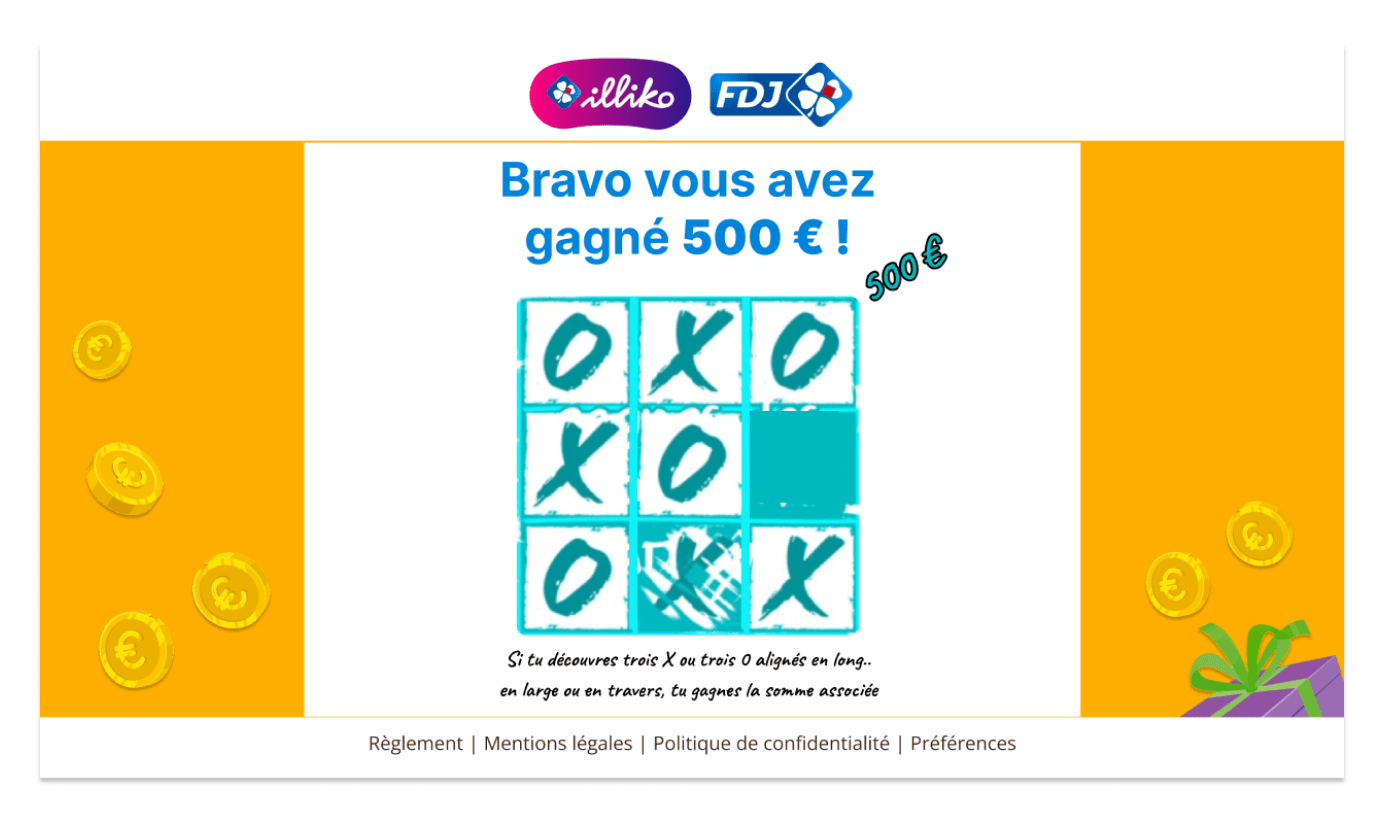 illiko FDJ
Bravo vous avez
gagné 500 € !
500 €
O X O
X O
O X X
Si tu découvres trois X ou trois O alignés en long..
en large ou en travers, tu gagnes la somme associée
Règlement | Mentions légales | Politique de confidentialité | Préférences